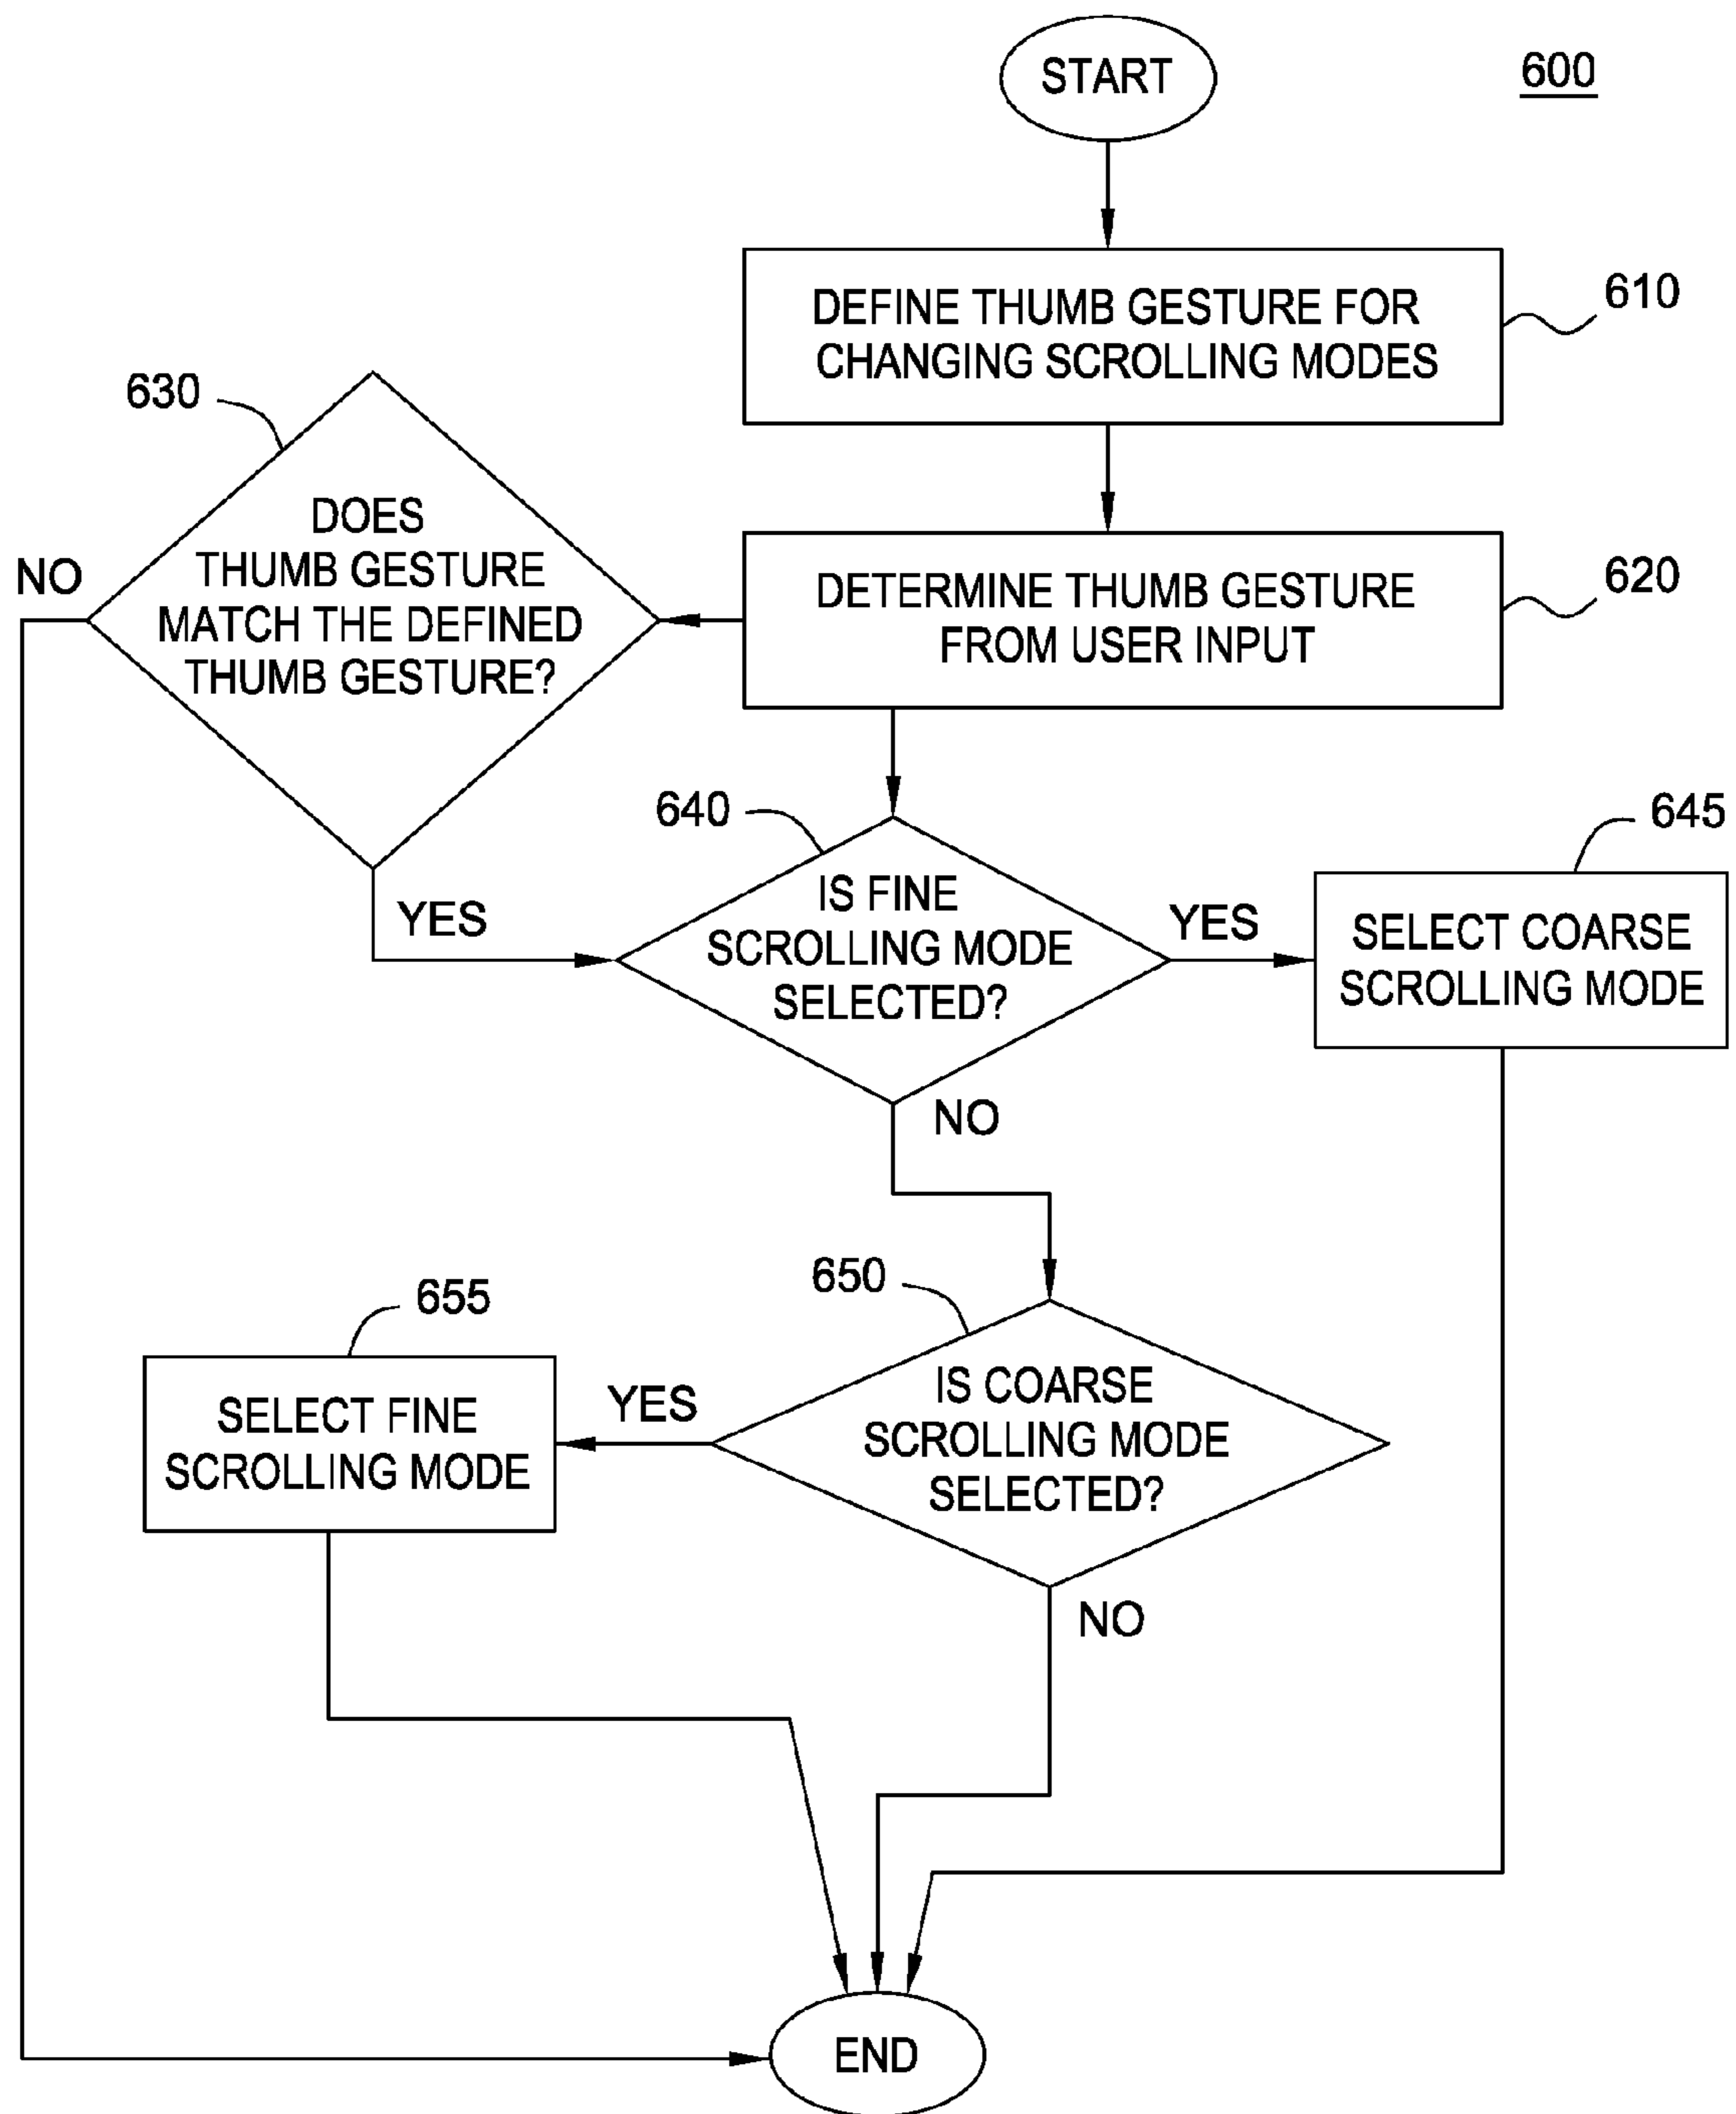 START
600
DEFINE THUMB GESTURE FOR
CHANGING SCROLLING MODES
610
630
DOES
THUMB GESTURE
MATCH THE DEFINED
THUMB GESTURE?
NO
DETERMINE THUMB GESTURE
FROM USER INPUT
620
YES
640
IS FINE
SCROLLING MODE
SELECTED?
YES
645
SELECT COARSE
SCROLLING MODE
NO
650
IS COARSE
SCROLLING MODE
SELECTED?
YES
655
SELECT FINE
SCROLLING MODE
NO
END